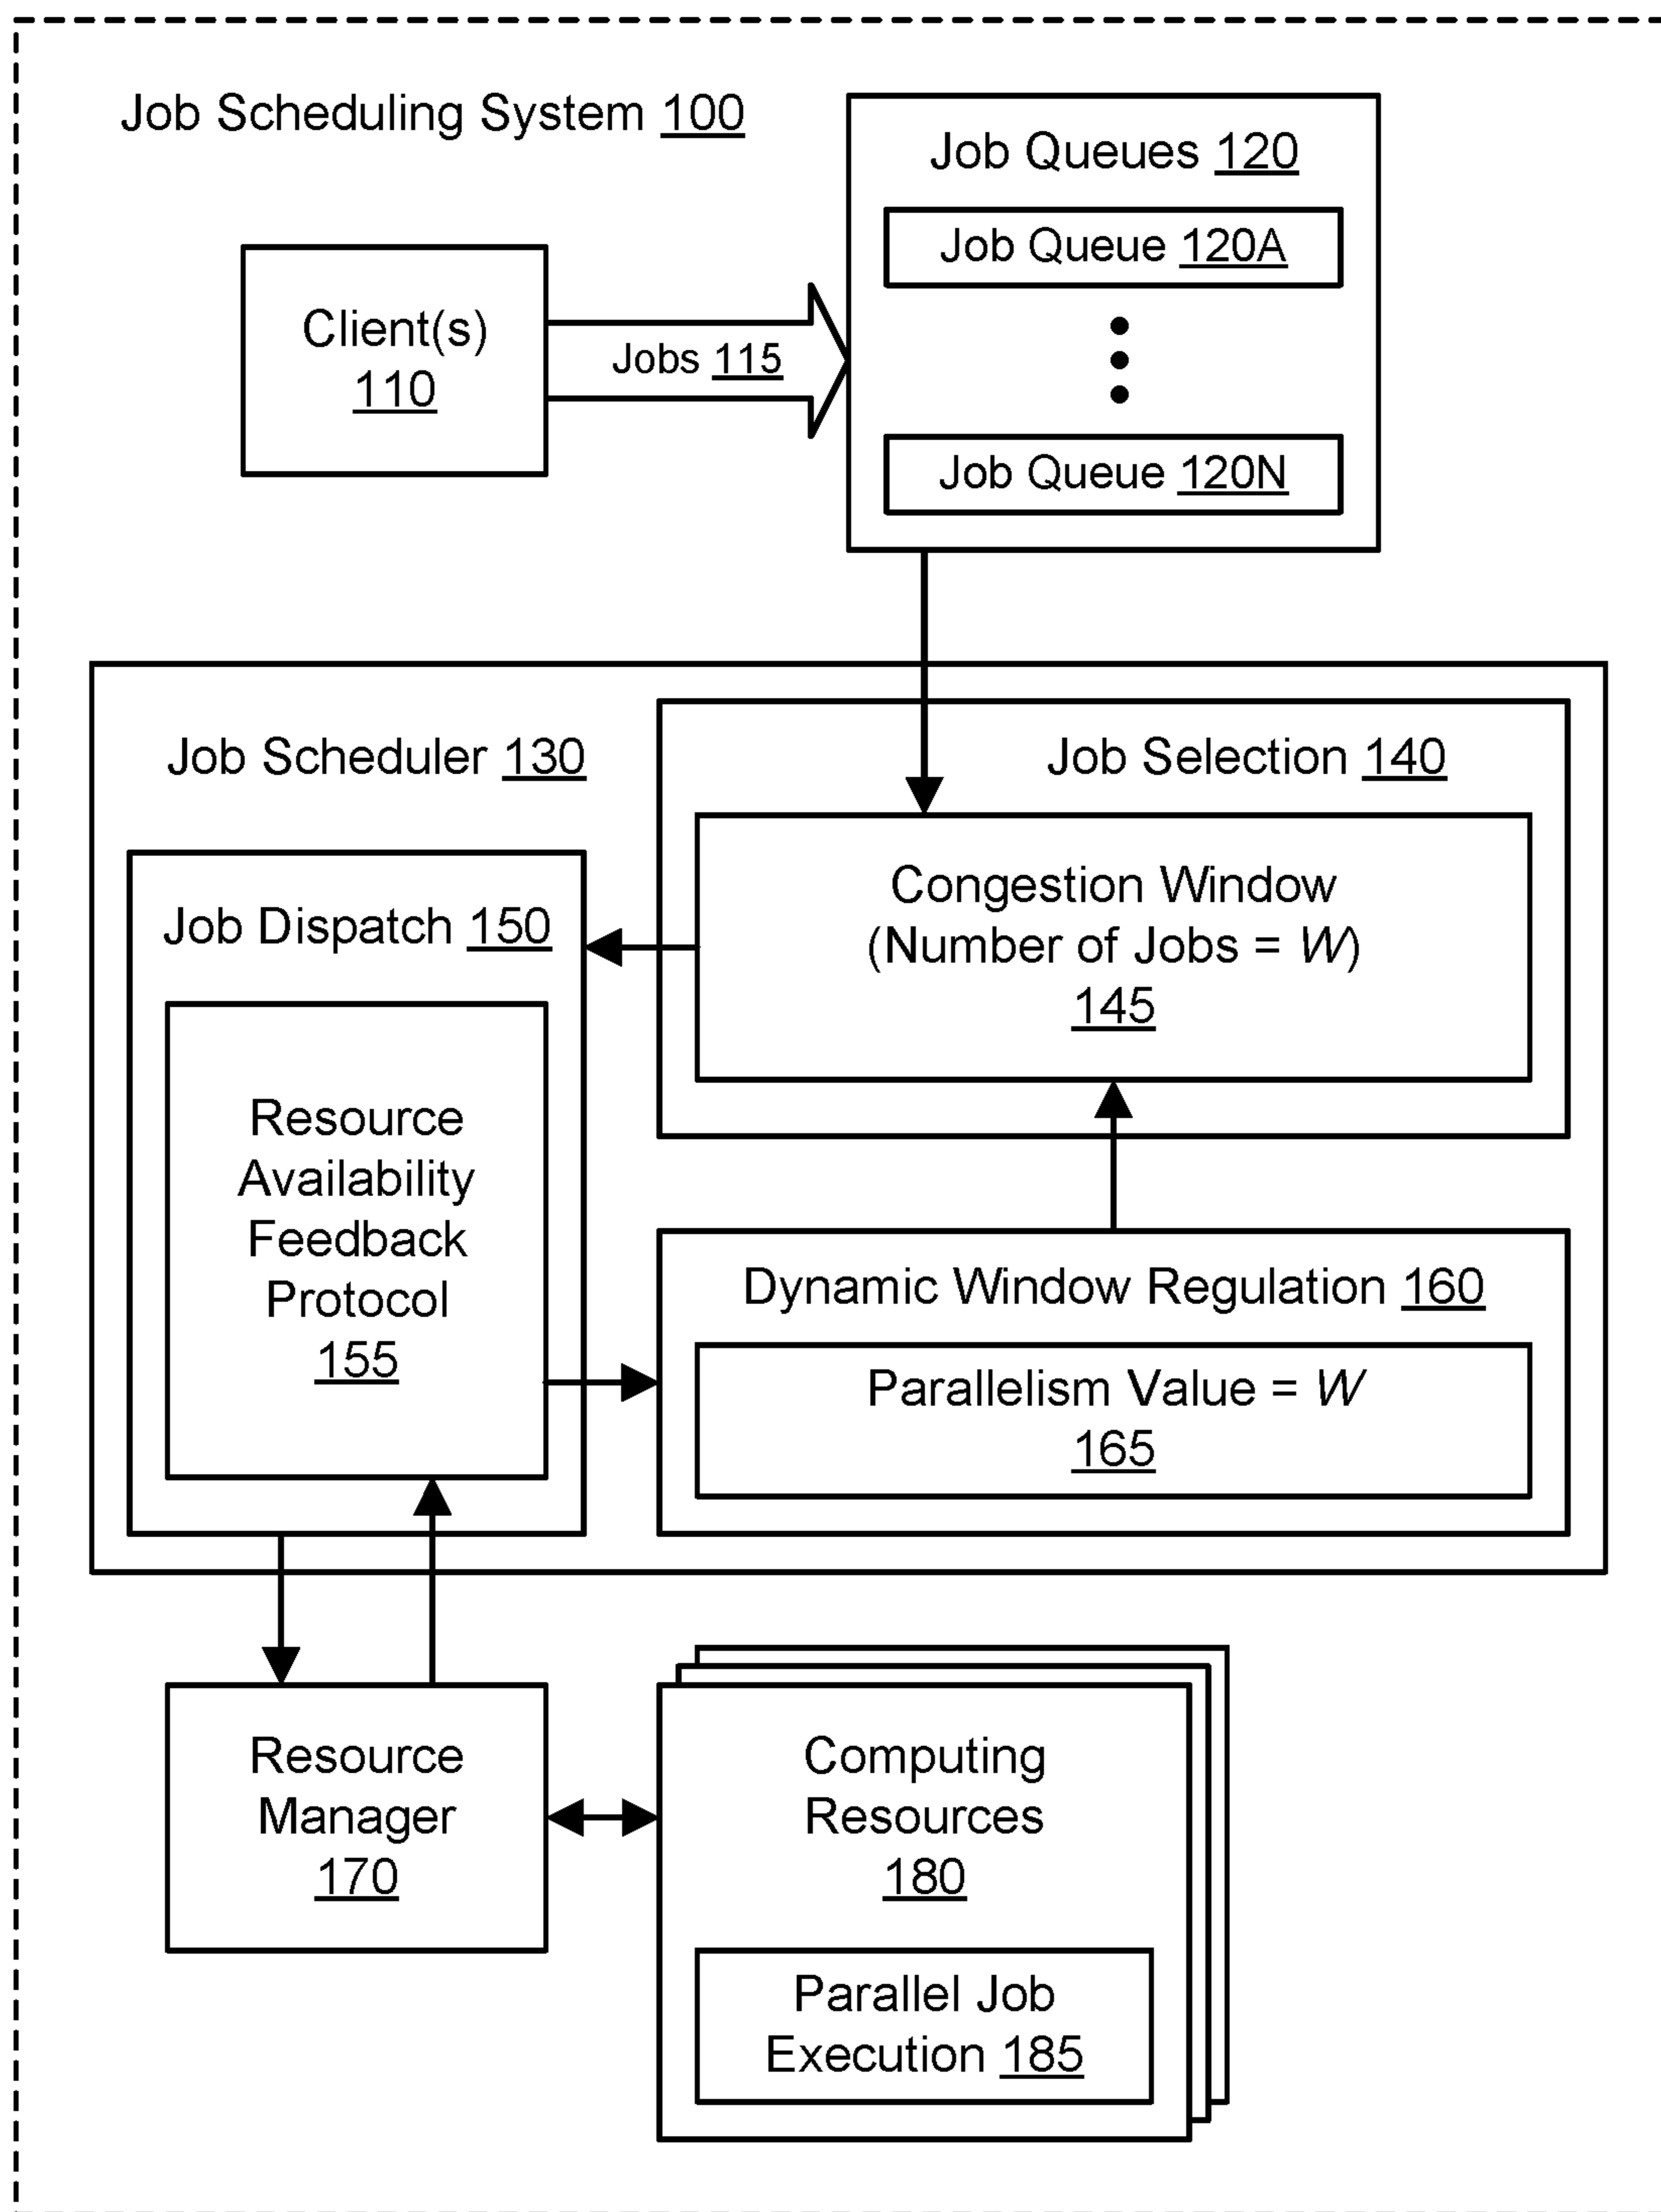 Job Scheduling System 100
Job Queues 120
Job Queue 120A
Client(s)
110
Jobs 115
Job Queue 120N
Job Scheduler 130
Job Selection 140
Congestion Window
(Number of Jobs = W)
145
Job Dispatch 150
Resource
Availability
Feedback
Protocol
155
Dynamic Window Regulation 160
Parallelism Value = W
165
Resource
Manager
170
Computing
Resources
180
Parallel Job
Execution 185